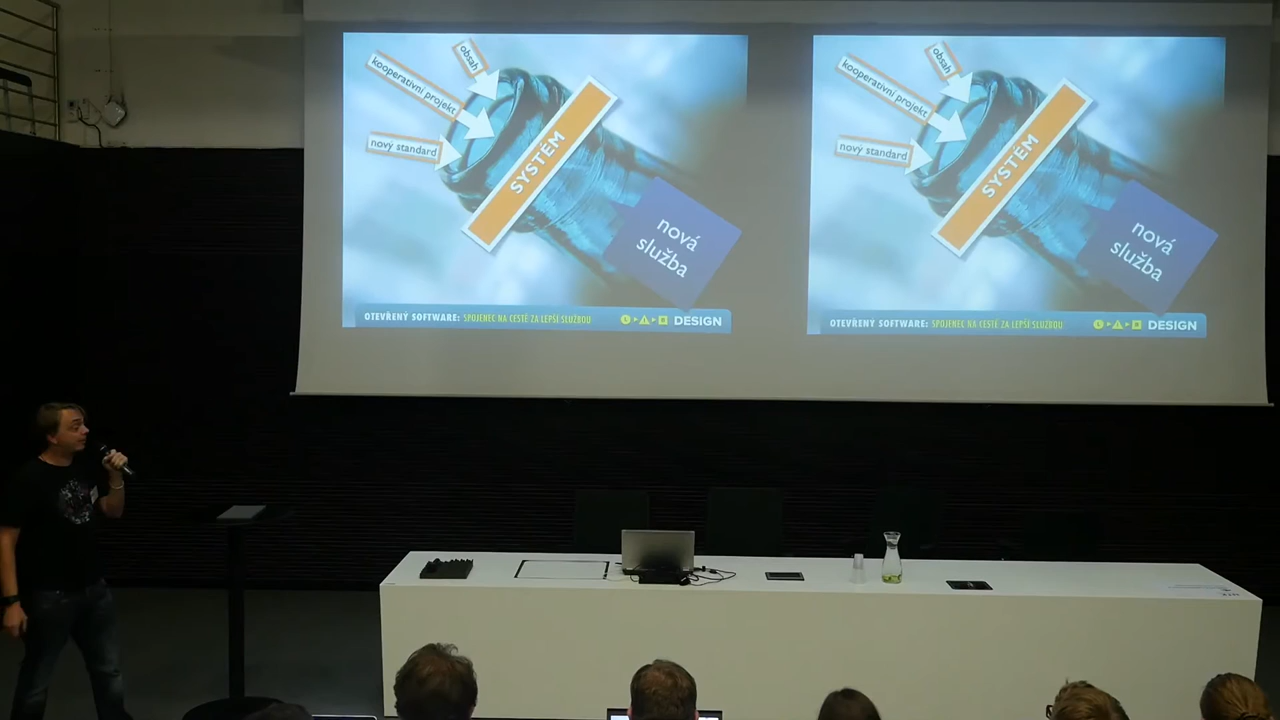 obsah
kooperativní projekt
nový standard
SYSTÉM
nová
služba
OTEVŘENÝ SOFTWARE: SPOJENEC NA CESTĚ ZA LEPŠÍ SLUŽBOU
DESIGN
obsah
kooperativní projekt
nový standard
SYSTÉM
nová
služba
OTEVŘENÝ SOFTWARE: SPOJENEC NA CESTĚ ZA LEPŠÍ SLUŽBOU
DESIGN